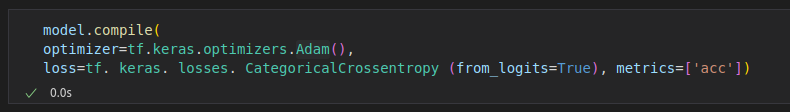 model.compile(
optimizer=tf.keras.optimizers.Adam(),
loss=tf. keras. losses. CategoricalCrossentropy (from_logits=True), metrics=['acc'])
0.0s